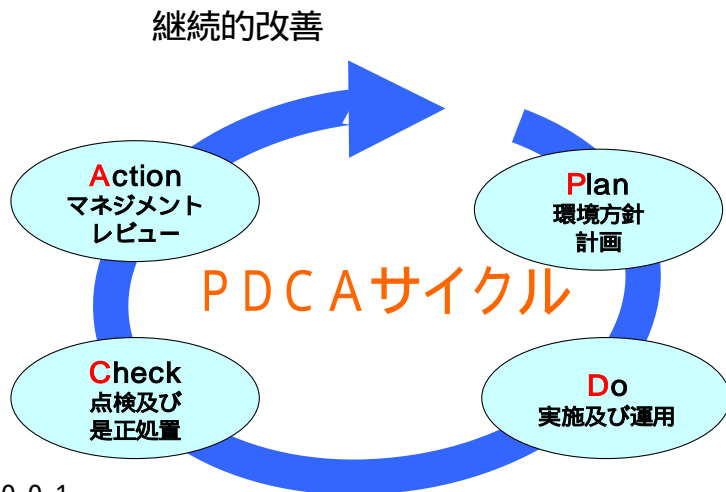 継続的改善
Action
マネジメント
レビュー
Plan
環境方針
計画
ＰＤＣＡサイクル
Check
点検及び
是正処置
Do
実施及び運用
００１